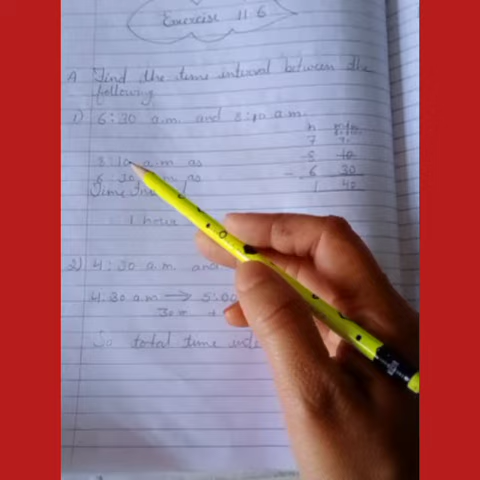 Exercise 11.6
A Find the time interval between the
following
1) 6:30 a.m. and 8:10 a.m.
h min
7
8:10 a.m as 8 10
6 30 m as - 6 30
Time 1 40
1 hour
2) 4:30 a.m. and
4.30 a.m → 5:00
30 m +
So total time